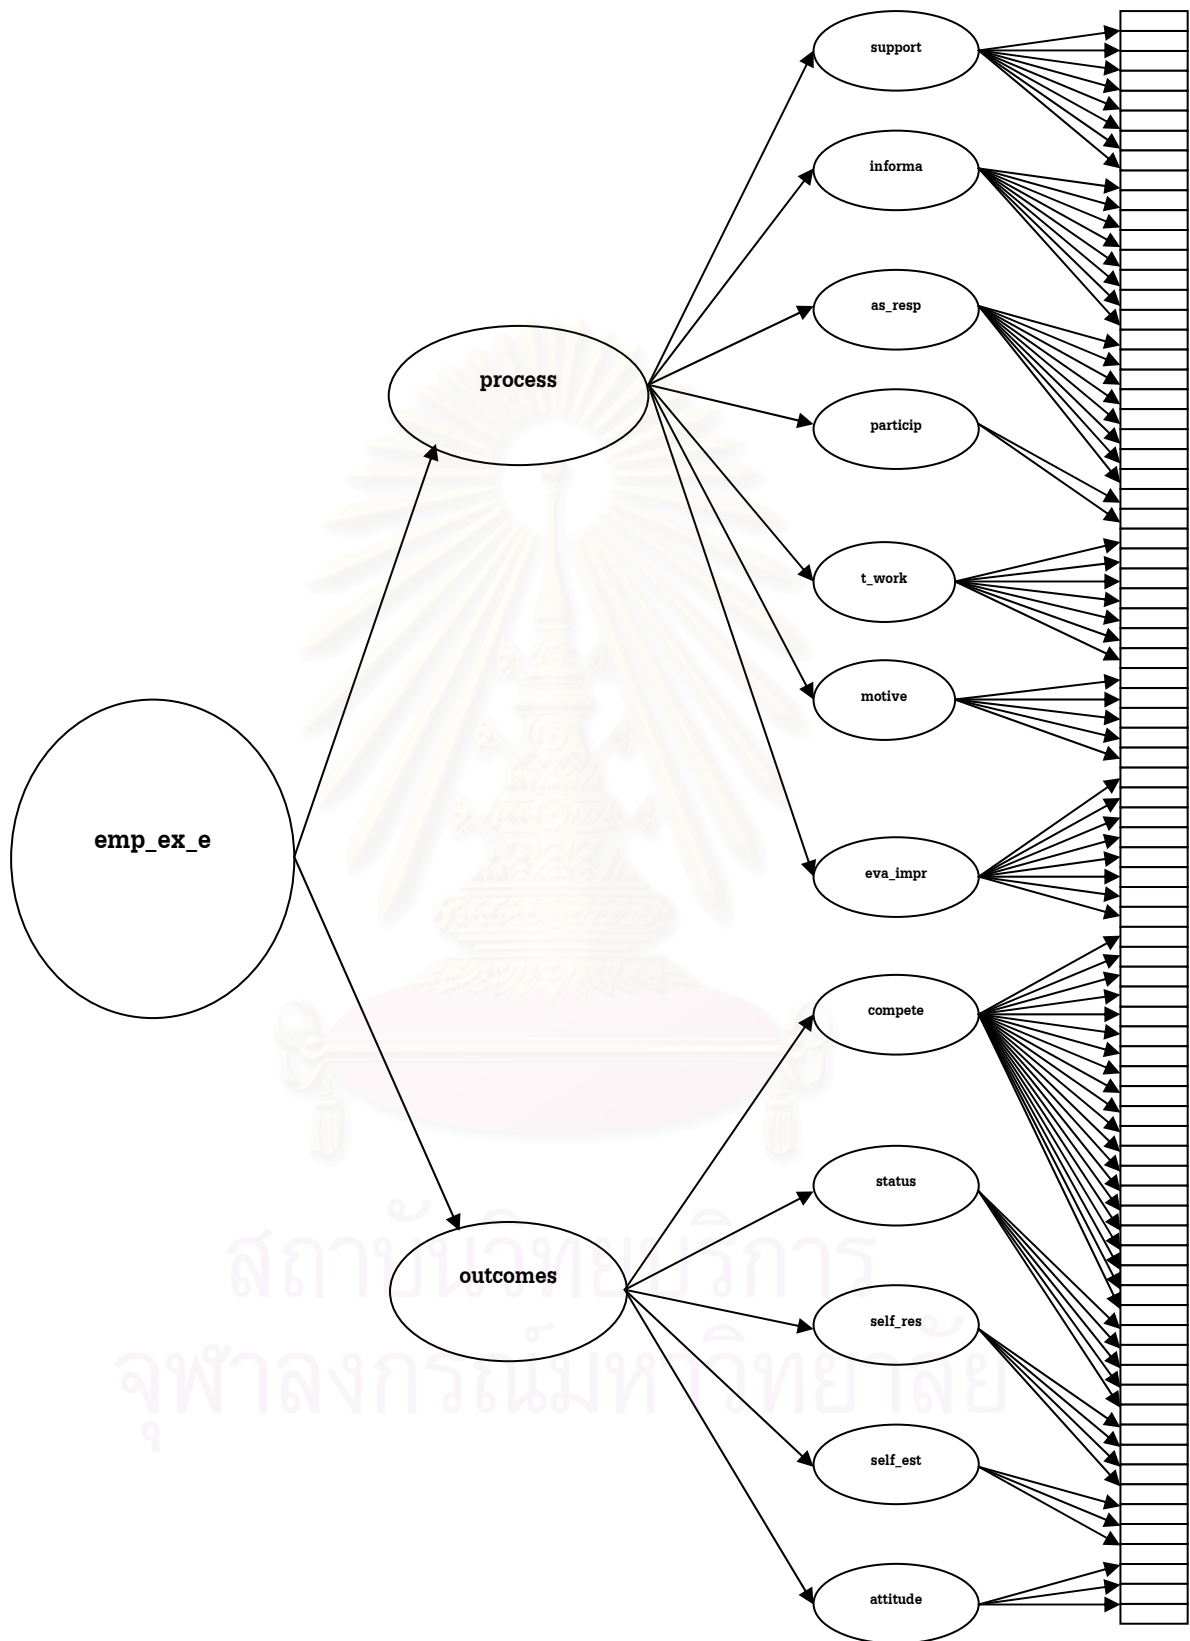 support
informa
as_resp
process
particip
t_work
motive
emp_ex_e
eva_impr
compete
status
outcomes
self_res
self_est
attitude
สถาบันวิทยบริการ
จุฬาลงกรณ์มหาวิทยาลัย